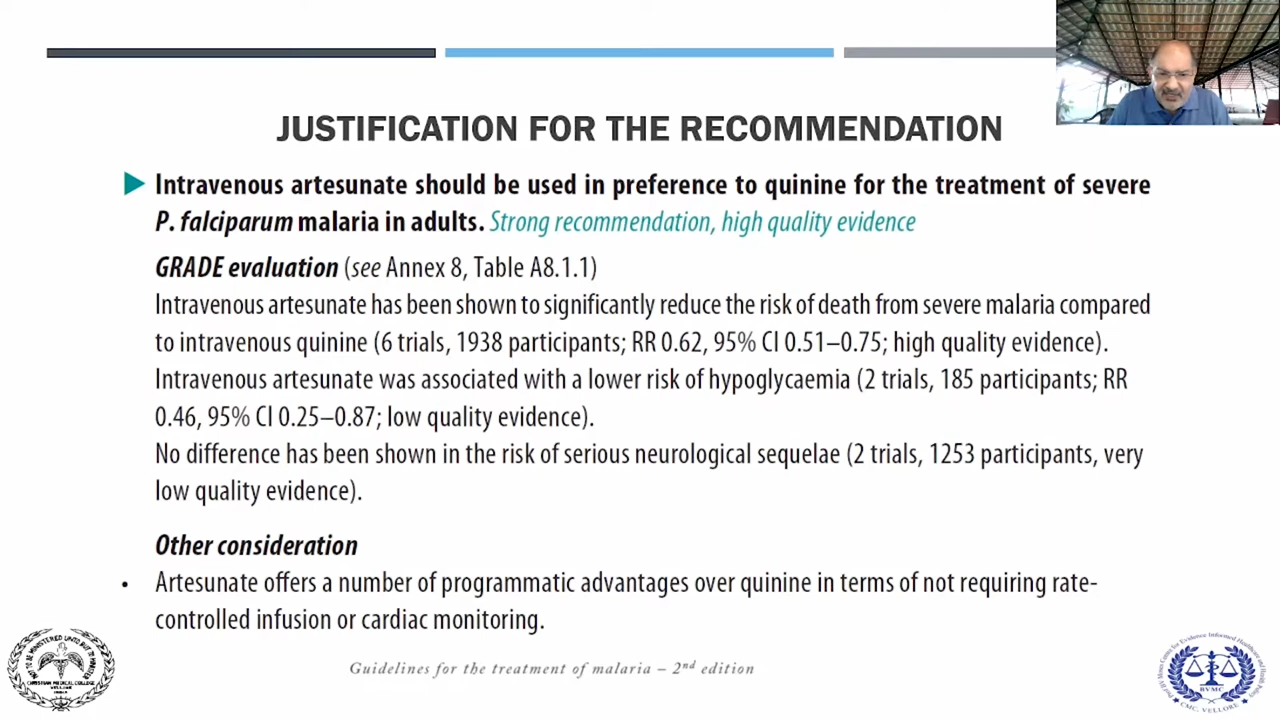 JUSTIFICATION FOR THE RECOMMENDATION
Intravenous artesunate should be used in preference to quinine for the treatment of severe
P. falciparum malaria in adults. Strong recommendation, high quality evidence
GRADE evaluation (see Annex 8, Table A8.1.1)
Intravenous artesunate has been shown to significantly reduce the risk of death from severe malaria compared
to intravenous quinine (6 trials, 1938 participants; RR 0.62, 95% CI 0.51–0.75; high quality evidence).
Intravenous artesunate was associated with a lower risk of hypoglycaemia (2 trials, 185 participants; RR
0.46, 95% CI 0.25–0.87; low quality evidence).
No difference has been shown in the risk of serious neurological sequelae (2 trials, 1253 participants, very
low quality evidence).
Other consideration
• Artesunate offers a number of programmatic advantages over quinine in terms of not requiring rate-
controlled infusion or cardiac monitoring.
Guidelines for the treatment of malaria – 2nd edition
CHRISTIAN MEDICAL COLLEGE
VELLORE
BVMC
CMC, VELLORE